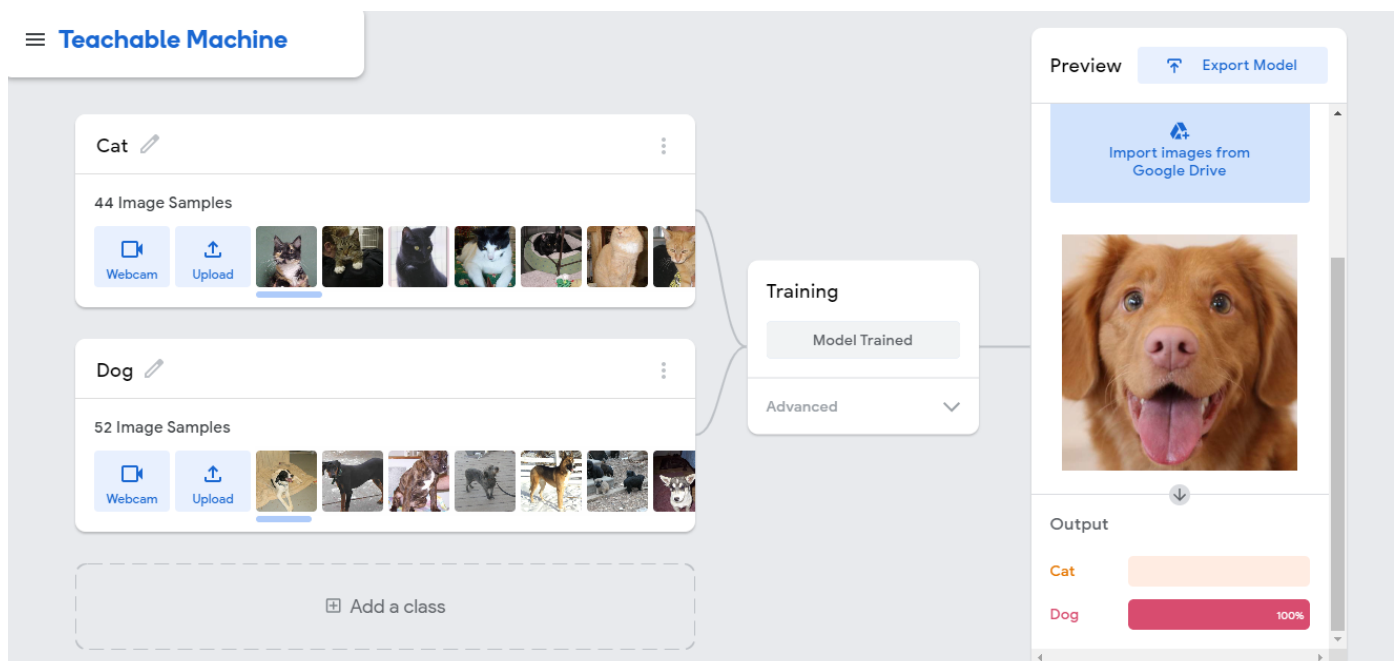 Teachable Machine
Cat
44 Image Samples
Webcam
Upload
Dog
52 Image Samples
Webcam
Upload
Add a class
Training
Model Trained
Advanced
Preview
Export Model
Import images from
Google Drive
Output
Cat
Dog
100%